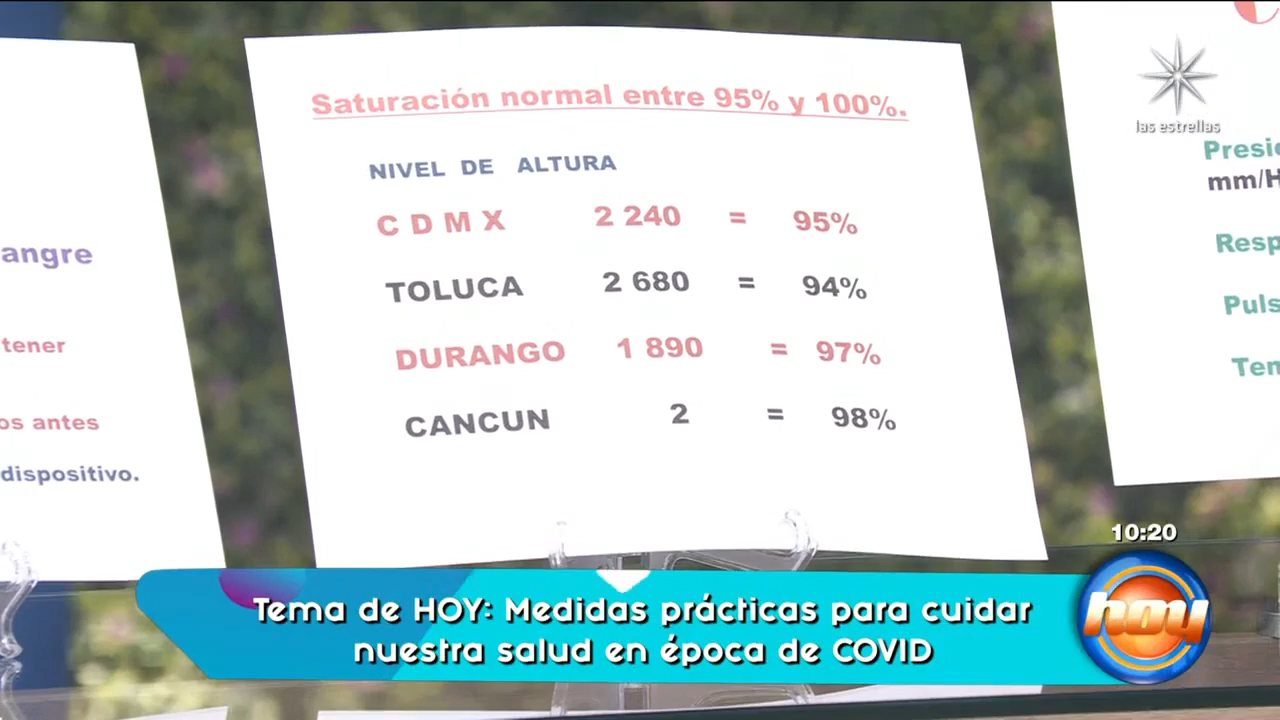 Saturación normal entre 95% y 100%.
NIVEL DE ALTURA
C D M X 2 240 = 95%
TOLUCA 2 680 = 94%
DURANGO 1 890 = 97%
CANCUN 2 = 98%
angre
tener
os antes
dispositivo.
las estrellas
Presi
mm/H
Resp
Puls
Tem
10:20
hoy
Tema de HOY: Medidas prácticas para cuidar
nuestra salud en época de COVID